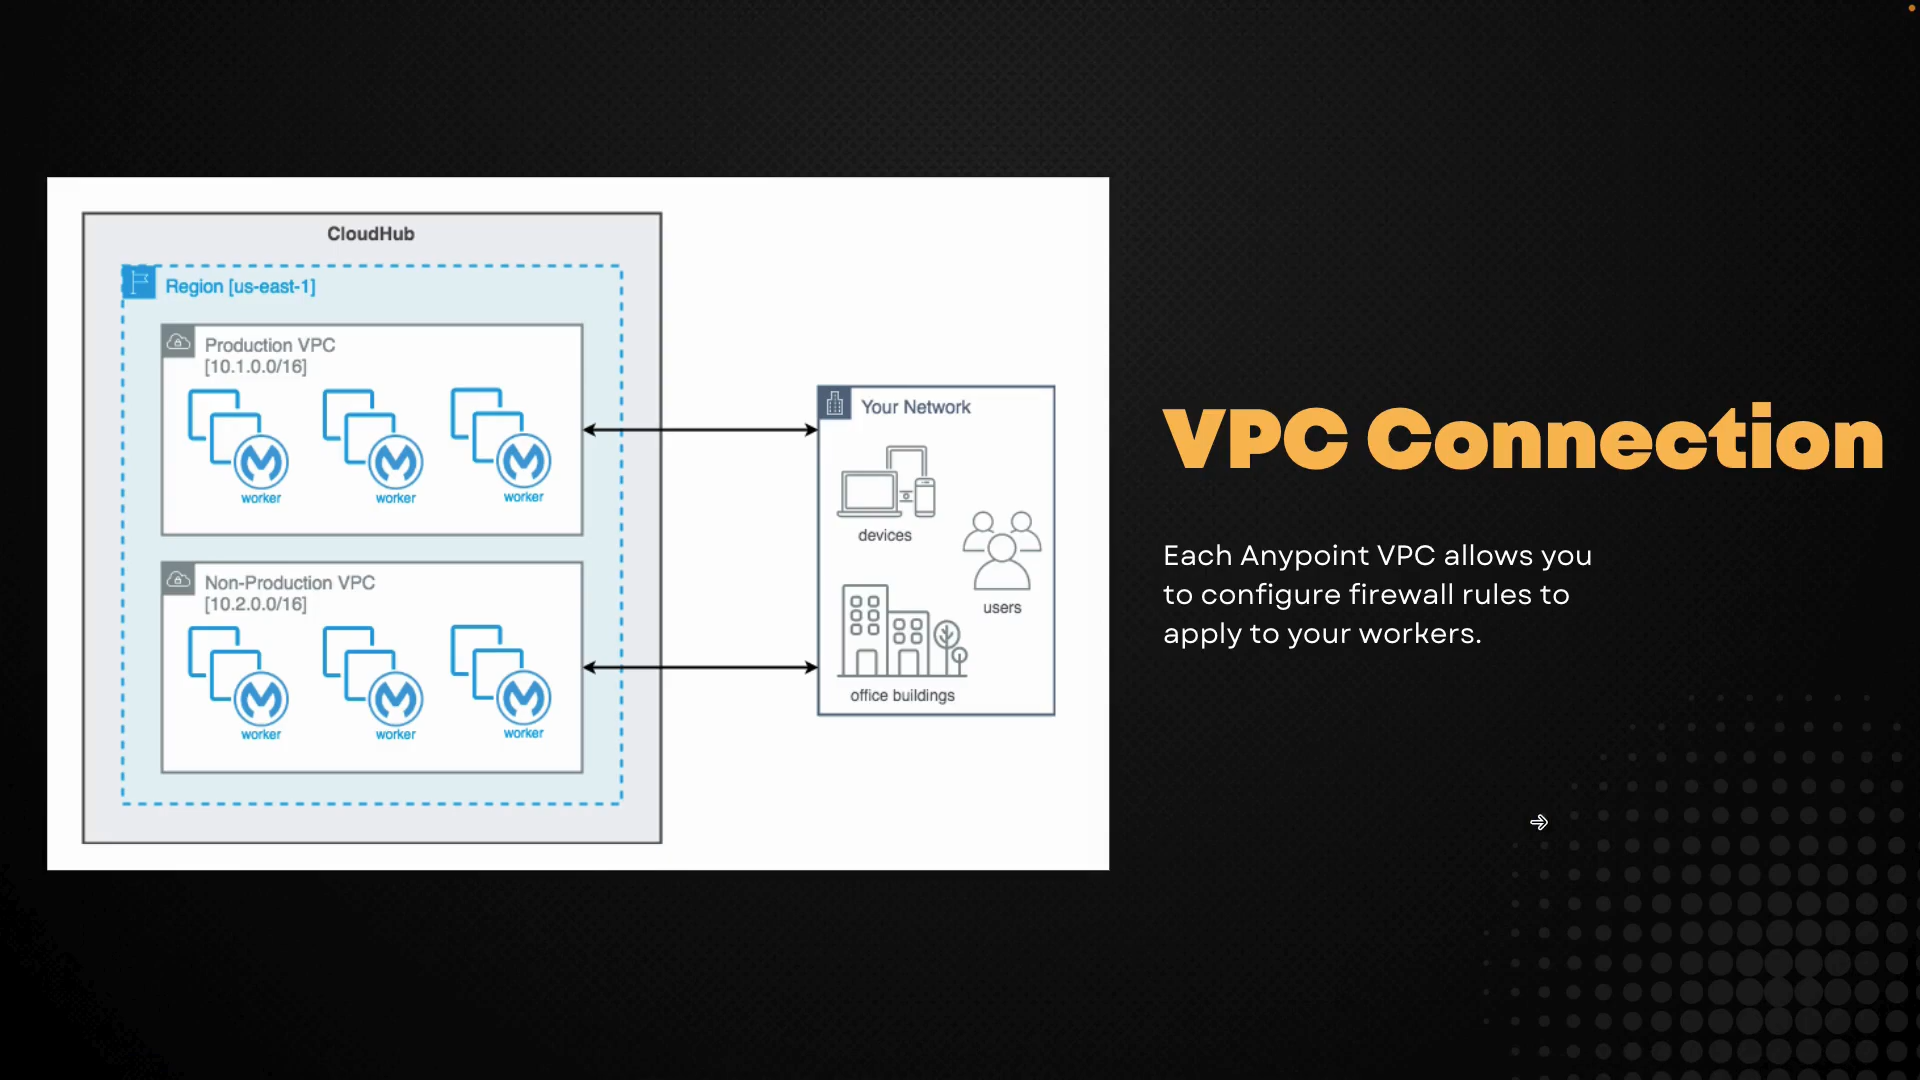 CloudHub
Region [us-east-1]
Production VPC
[10.1.0.0/16]
worker
worker
worker
Non-Production VPC
[10.2.0.0/16]
worker
worker
worker
Your Network
devices
users
office buildings
VPC Connection
Each Anypoint VPC allows you
to configure firewall rules to
apply to your workers.